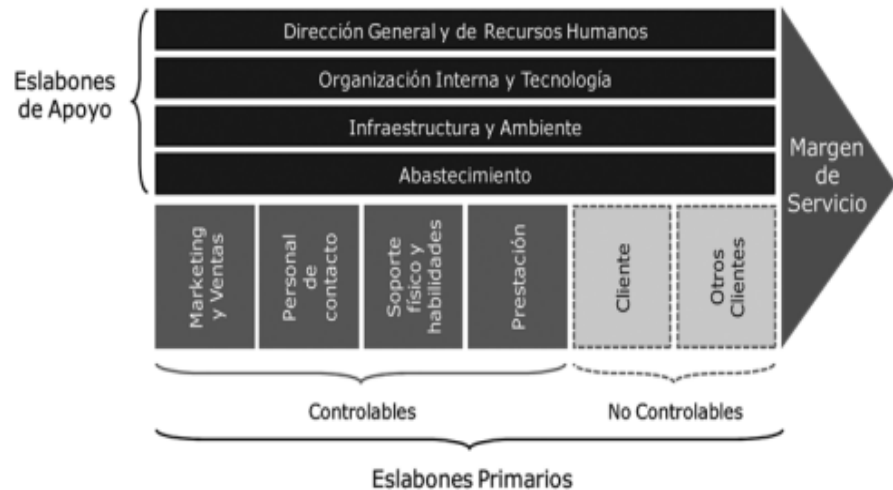 Dirección General y de Recursos Humanos
Organización Interna y Tecnología
Infraestructura y Ambiente
Abastecimiento
Eslabones
de Apoyo
Margen
de
Servicio
Marketing
y Ventas
Personal
de
contacto
Soporte
físico y
habilidades
Prestación
Cliente
Otros
Clientes
Controlables
No Controlables
Eslabones Primarios